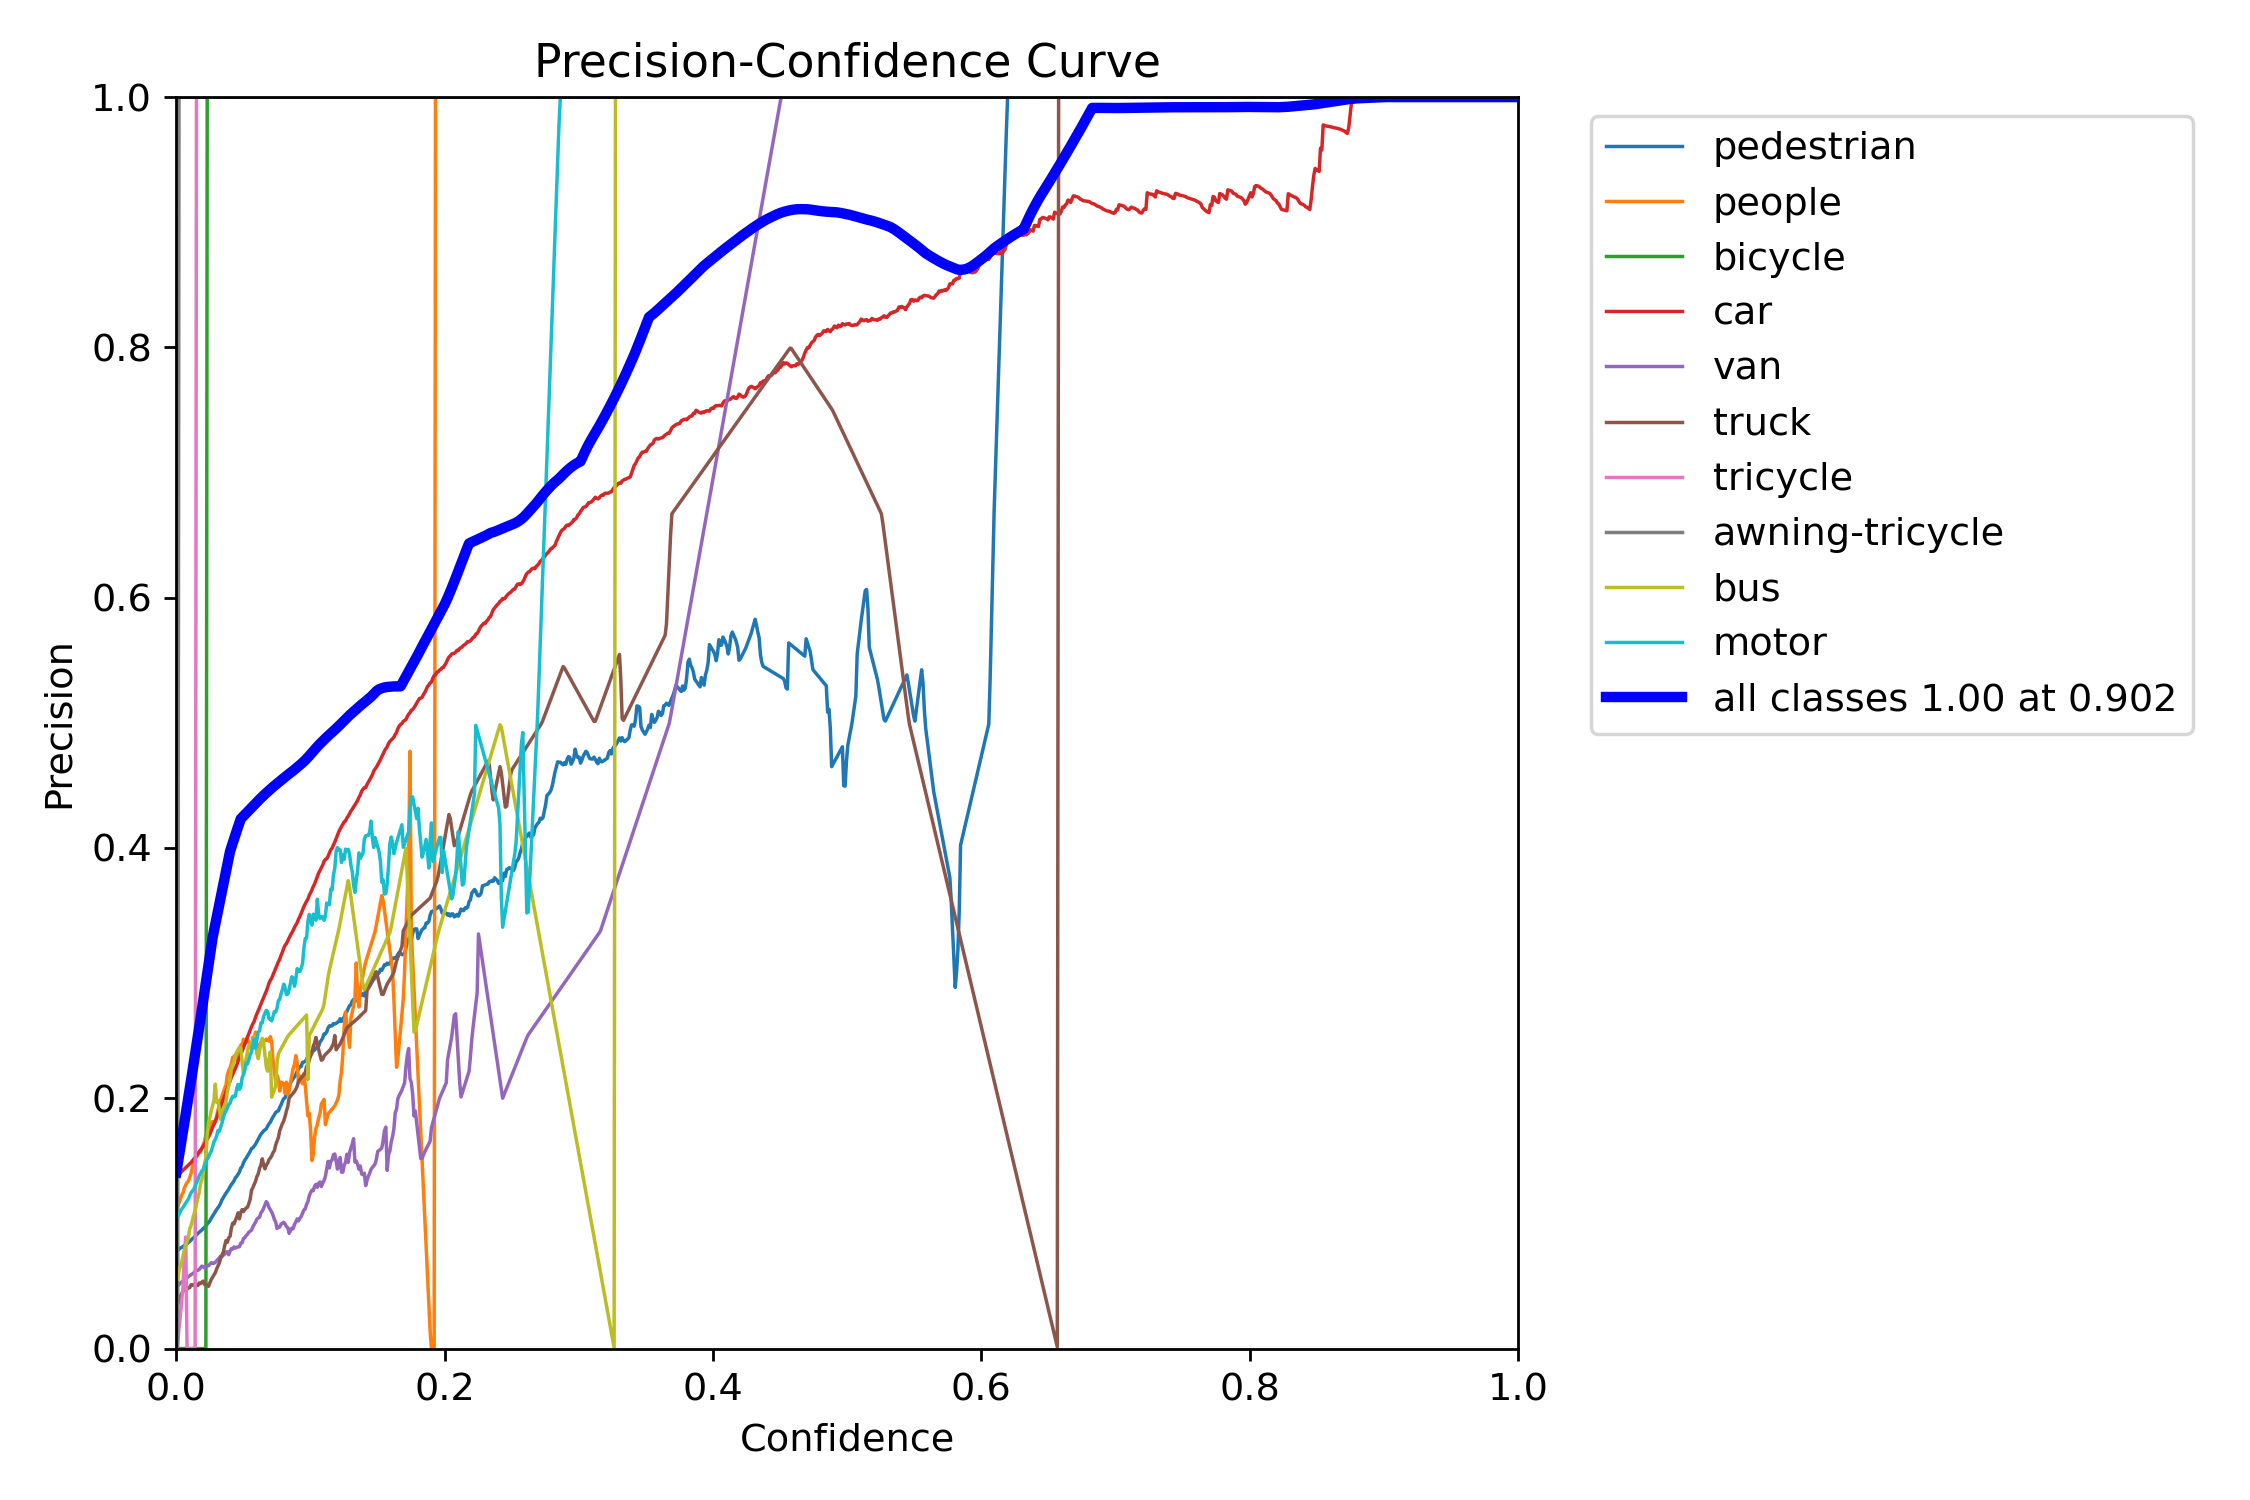 Precision-Confidence Curve
1.0
0.8
0.6
0.4
0.2
0.0
Precision
0.0 0.2 0.4 0.6 0.8 1.0
Confidence
pedestrian
people
bicycle
car
van
truck
tricycle
awning-tricycle
bus
motor
all classes 1.00 at 0.902